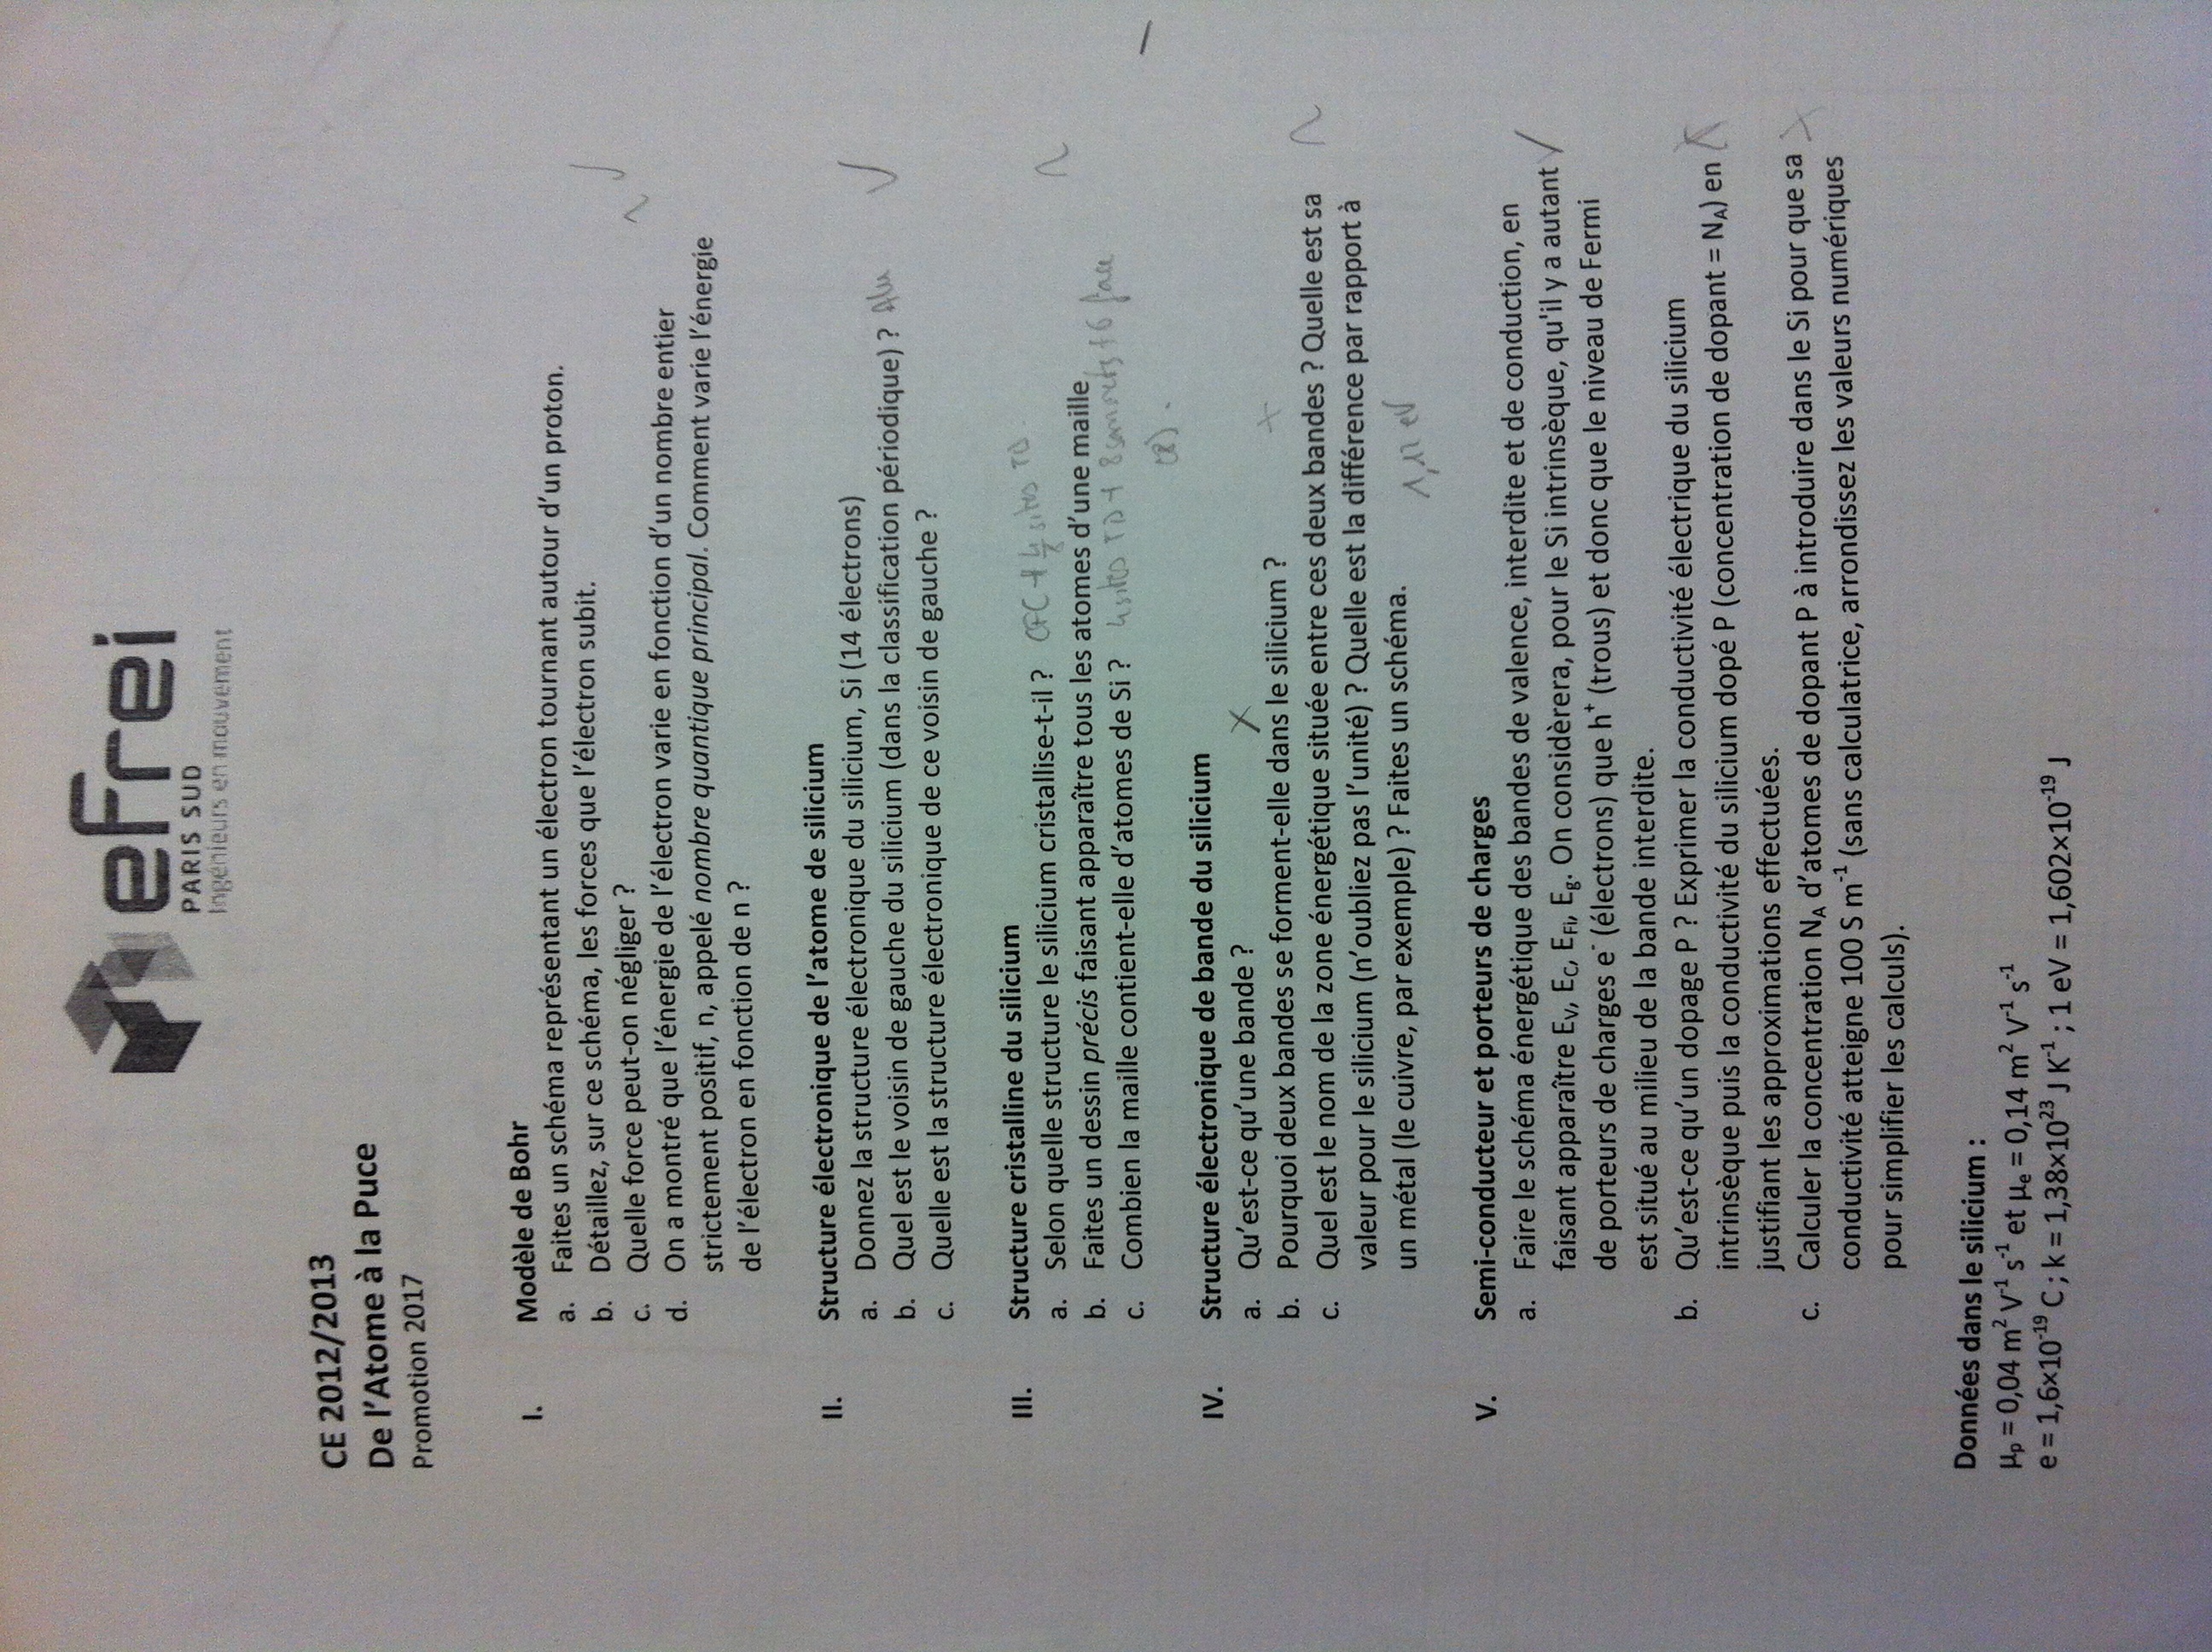 efrei
PARIS SUD
Ingénieurs en mouvement
CE 2012/2013
De l'Atome à la Puce
Promotion 2017
I. Modèle de Bohr
a. Faites un schéma représentant un électron tournant autour d'un proton.
b. Détaillez, sur ce schéma, les forces que l'électron subit.
c. Quelle force peut-on négliger ?
d. On a montré que l'énergie de l'électron varie en fonction d'un nombre entier
strictement positif, n, appelé nombre quantique principal. Comment varie l'énergie
de l'électron en fonction de n ?
II. Structure électronique de l'atome de silicium
a. Donnez la structure électronique du silicium, Si (14 électrons)
b. Quel est le voisin de gauche du silicium (dans la classification périodique) ? Alu
c. Quelle est la structure électronique de ce voisin de gauche ?
III. Structure cristalline du silicium
a. Selon quelle structure le silicium cristallise-t-il ? CFC + 4/8 sites TD
b. Faites un dessin précis faisant apparaître tous les atomes d'une maille
c. Combien la maille contient-elle d'atomes de Si ? 4 sites TD + 8 sommets + 6 face
(8).
IV. Structure électronique de bande du silicium
a. Qu'est-ce qu'une bande ?
b. Pourquoi deux bandes se forment-elle dans le silicium ?
c. Quel est le nom de la zone énergétique située entre ces deux bandes ? Quelle est sa
valeur pour le silicium (n'oubliez pas l'unité) ? Quelle est la différence par rapport à
un métal (le cuivre, par exemple) ? Faites un schéma.
1,12 eV
V. Semi-conducteur et porteurs de charges
a. Faire le schéma énergétique des bandes de valence, interdite et de conduction, en
faisant apparaître EV, EC, EFi, Eg. On considèrera, pour le Si intrinsèque, qu'il y a autant
de porteurs de charges e⁻ (électrons) que h⁺ (trous) et donc que le niveau de Fermi
est situé au milieu de la bande interdite.
b. Qu'est-ce qu'un dopage P ? Exprimer la conductivité électrique du silicium
intrinsèque puis la conductivité du silicium dopé P (concentration de dopant = NA) en
justifiant les approximations effectuées.
c. Calculer la concentration NA d'atomes de dopant P à introduire dans le Si pour que sa
conductivité atteigne 100 S m⁻¹ (sans calculatrice, arrondissez les valeurs numériques
pour simplifier les calculs).
Données dans le silicium :
μp = 0,04 m² V⁻¹ s⁻¹ et μe = 0,14 m² V⁻¹ s⁻¹
e = 1,6×10⁻¹⁹ C ; k = 1,38×10²³ J K⁻¹ ; 1 eV = 1,602×10⁻¹⁹ J